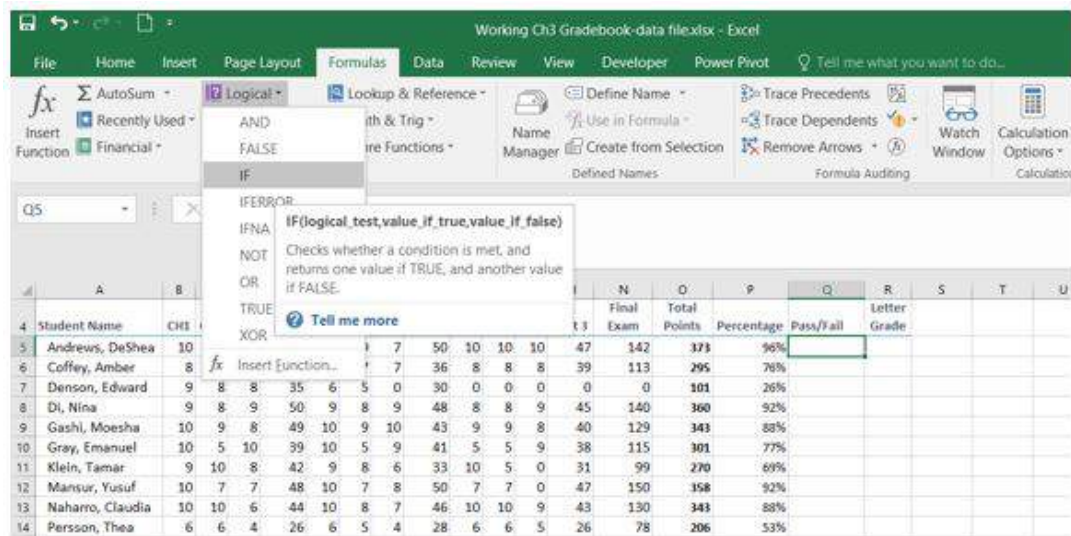 Working Ch3 Gradebook-data file.xlsx - Excel
File Home Insert Page Layout Formulas Data Review View Developer Power Pivot Tell me what you want to do...
fx Insert Function
Σ AutoSum
Recently Used
Financial
Logical
Lookup & Reference
th & Trig
re Functions
Name Manager
Define Name
Use in Formula
Create from Selection
Defined Names
Trace Precedents
Trace Dependents
Remove Arrows
Formula Auditing
Watch Window
Calculation Options
Calculatio
AND
FALSE
IF
IFERROR
IFNA
NOT
OR
TRUE
XOR
fx Insert Function...
IF(logical_test,value_if_true,value_if_false)
Checks whether a condition is met, and
returns one value if TRUE, and another value
if FALSE.
Tell me more
Q5
A B N O P Q R S T U
Final Total Letter
4 Student Name CH1 t 3 Exam Points Percentage Pass/Fail Grade
5 Andrews, DeShea 10 7 50 10 10 10 47 142 373 96%
6 Coffey, Amber 8 7 36 8 8 8 39 113 295 76%
7 Denson, Edward 9 8 8 35 6 5 0 30 0 0 0 0 0 101 26%
8 Di, Nina 9 8 9 50 9 8 9 48 8 8 9 45 140 360 92%
9 Gashi, Moesha 10 9 8 49 10 9 10 43 9 9 8 40 129 343 88%
10 Gray, Emanuel 10 5 10 39 10 5 9 41 5 5 9 38 115 301 77%
11 Klein, Tamar 9 10 8 42 9 8 6 33 10 5 0 31 99 270 69%
12 Mansur, Yusuf 10 7 7 48 10 7 8 50 7 7 0 47 150 358 92%
13 Naharro, Claudia 10 10 6 44 10 8 7 46 10 10 9 43 130 343 88%
14 Persson, Thea 6 6 4 26 6 5 4 28 6 6 5 26 78 206 53%